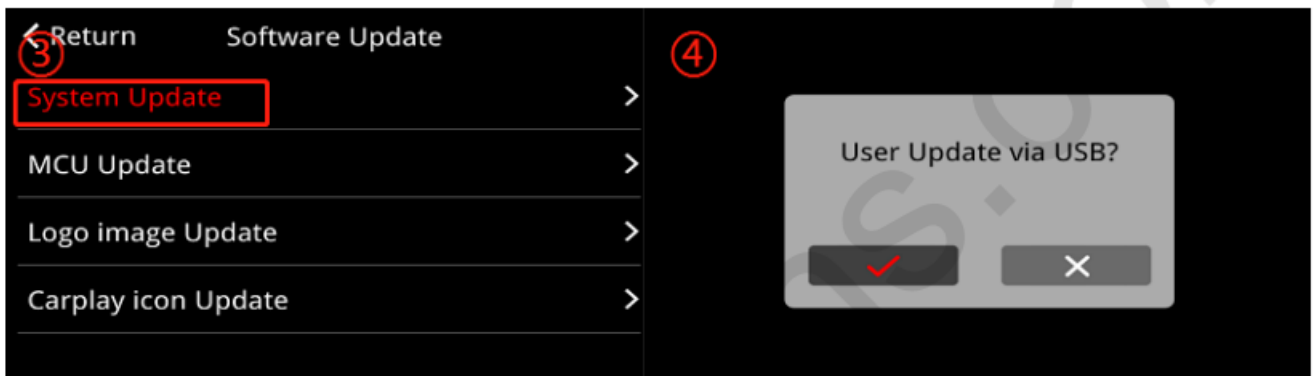 ③
Return Software Update
System Update
MCU Update
Logo image Update
Carplay icon Update
④
User Update via USB?